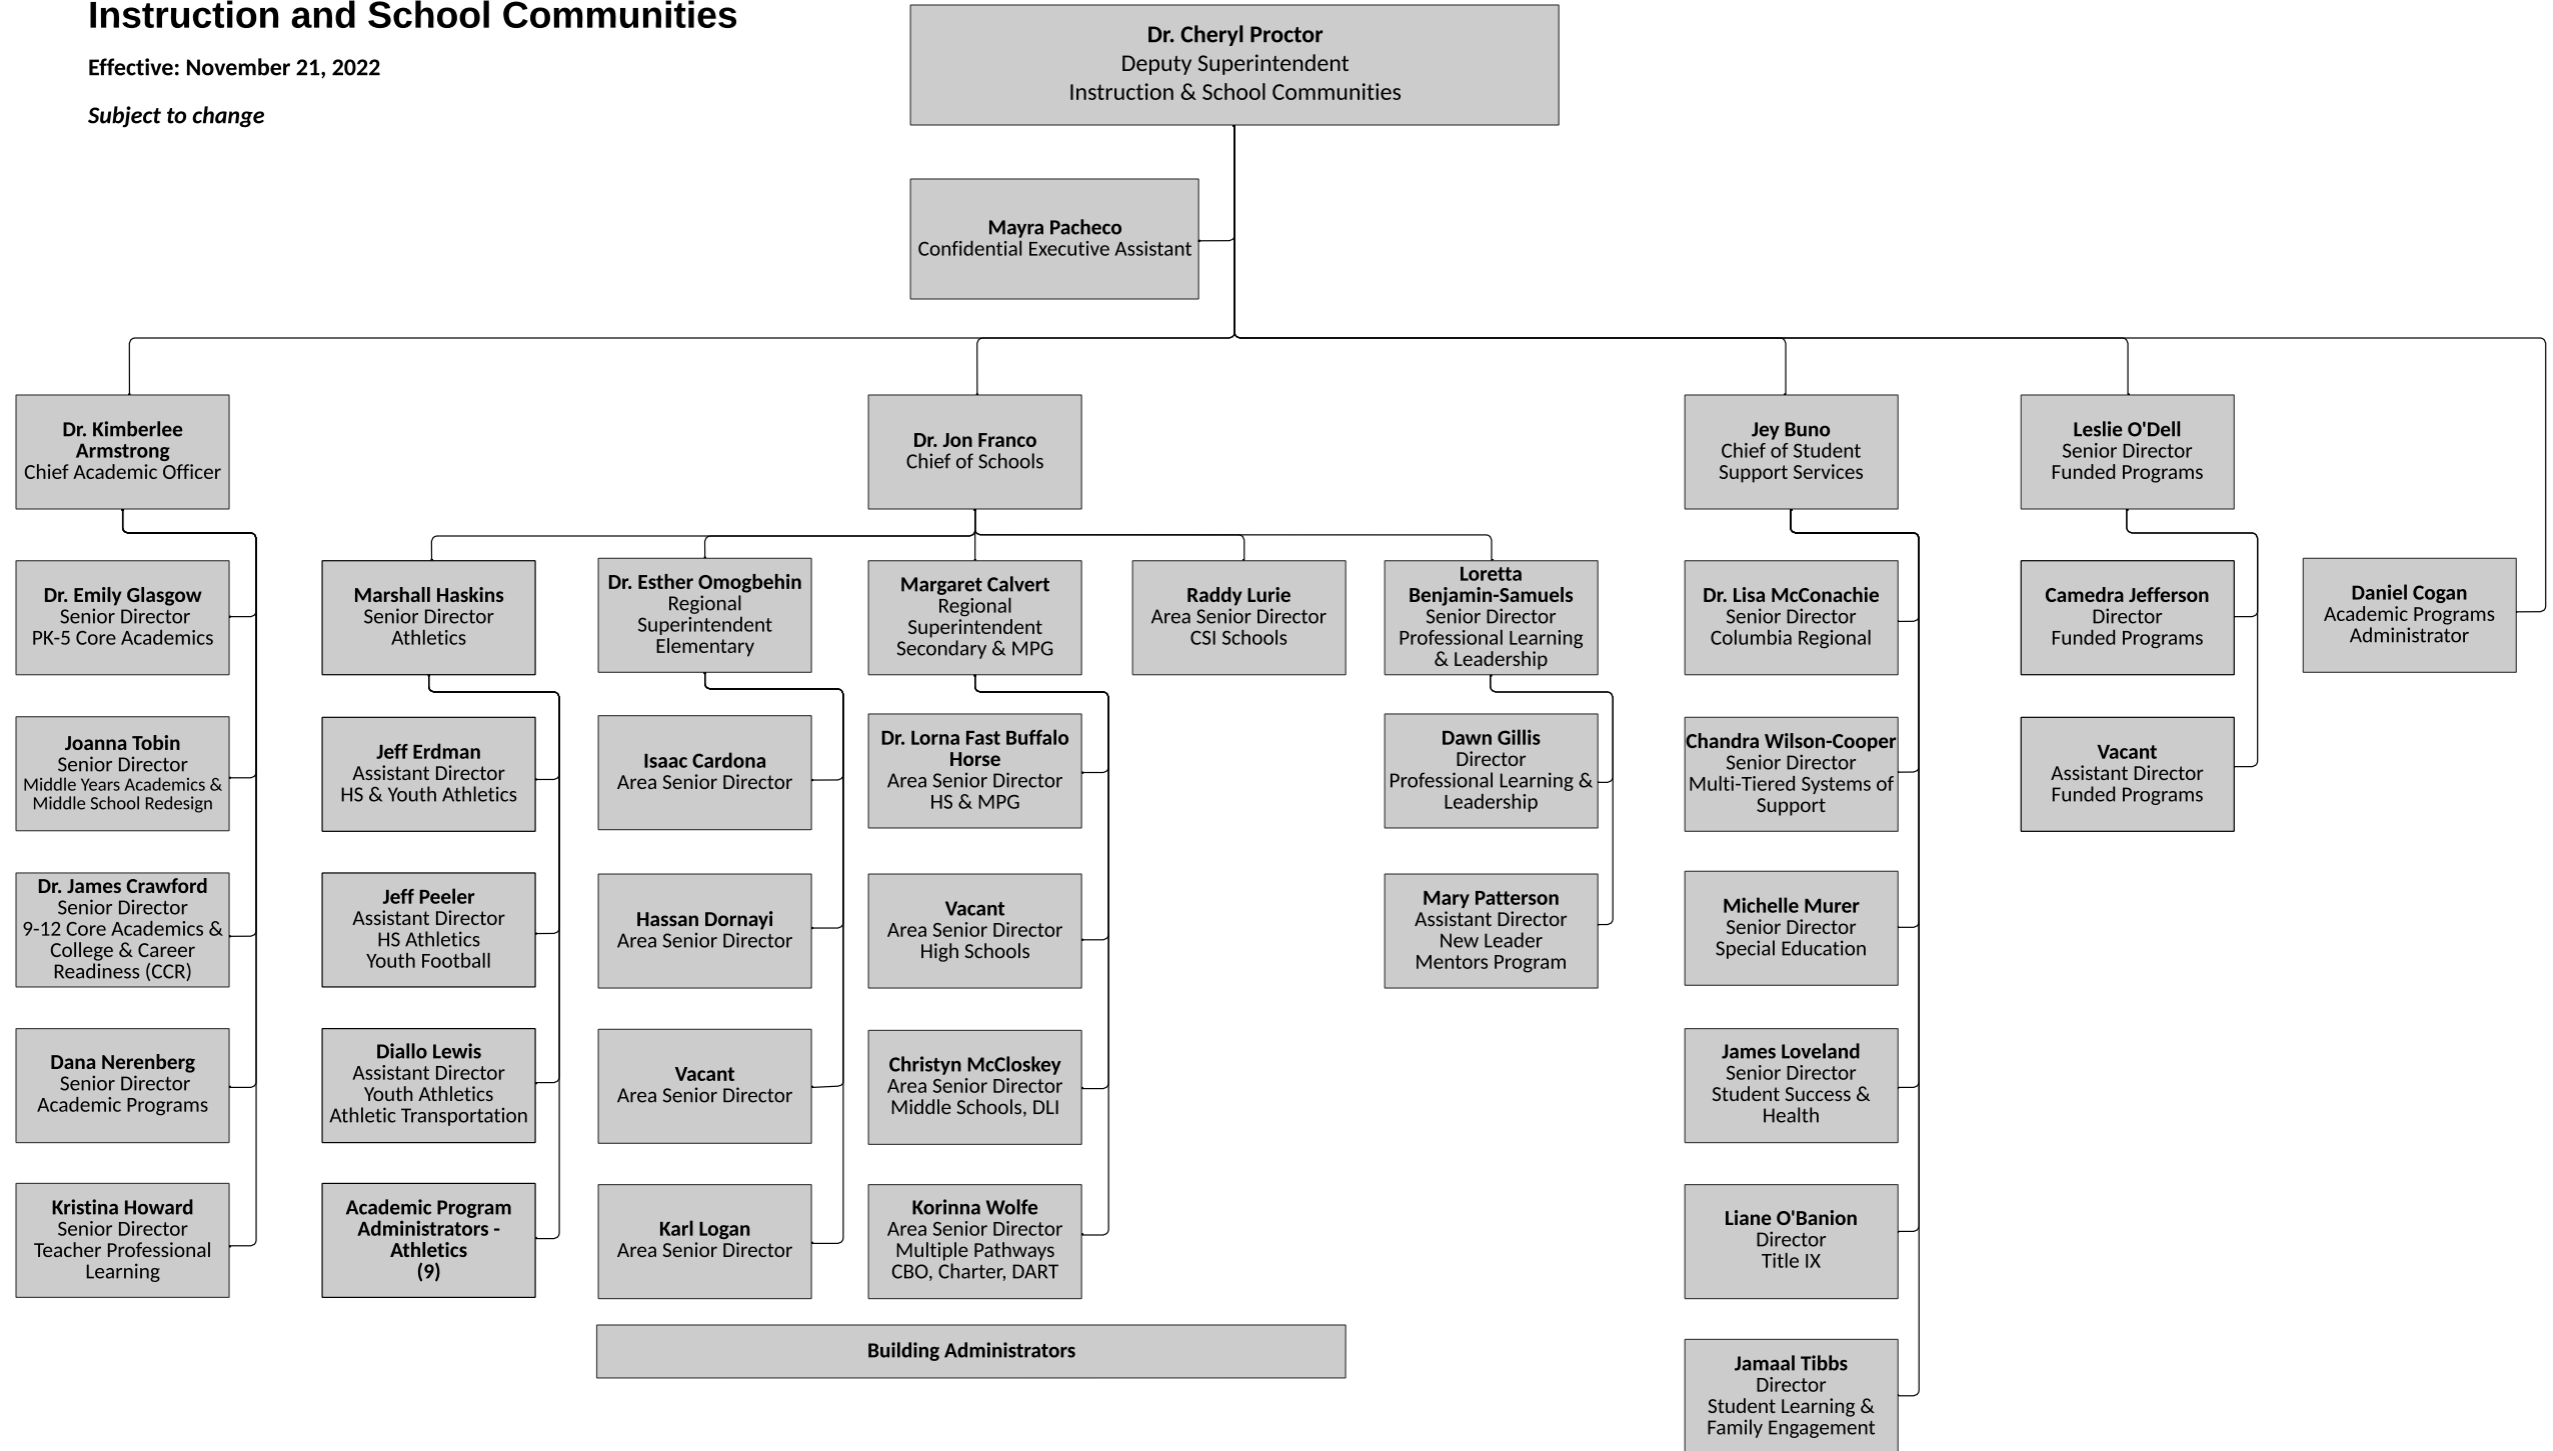 Instruction and School Communities
Effective: November 21, 2022
Subject to change
Dr. Cheryl Proctor
Deputy Superintendent
Instruction & School Communities
Mayra Pacheco
Confidential Executive Assistant
Dr. Kimberlee
Armstrong
Chief Academic Officer
Dr. Jon Franco
Chief of Schools
Jey Buno
Chief of Student
Support Services
Leslie O'Dell
Senior Director
Funded Programs
Dr. Emily Glasgow
Senior Director
PK-5 Core Academics
Marshall Haskins
Senior Director
Athletics
Dr. Esther Omogbehin
Regional
Superintendent
Elementary
Margaret Calvert
Regional
Superintendent
Secondary & MPG
Raddy Lurie
Area Senior Director
CSI Schools
Loretta
Benjamin-Samuels
Senior Director
Professional Learning
& Leadership
Dr. Lisa McConachie
Senior Director
Columbia Regional
Camedra Jefferson
Director
Funded Programs
Daniel Cogan
Academic Programs
Administrator
Joanna Tobin
Senior Director
Middle Years Academics &
Middle School Redesign
Jeff Erdman
Assistant Director
HS & Youth Athletics
Isaac Cardona
Area Senior Director
Dr. Lorna Fast Buffalo
Horse
Area Senior Director
HS & MPG
Dawn Gillis
Director
Professional Learning &
Leadership
Chandra Wilson-Cooper
Senior Director
Multi-Tiered Systems of
Support
Vacant
Assistant Director
Funded Programs
Dr. James Crawford
Senior Director
9-12 Core Academics &
College & Career
Readiness (CCR)
Jeff Peeler
Assistant Director
HS Athletics
Youth Football
Hassan Dornayi
Area Senior Director
Vacant
Area Senior Director
High Schools
Mary Patterson
Assistant Director
New Leader
Mentors Program
Michelle Murer
Senior Director
Special Education
Dana Nerenberg
Senior Director
Academic Programs
Diallo Lewis
Assistant Director
Youth Athletics
Athletic Transportation
Vacant
Area Senior Director
Christyn McCloskey
Area Senior Director
Middle Schools, DLI
James Loveland
Senior Director
Student Success &
Health
Kristina Howard
Senior Director
Teacher Professional
Learning
Academic Program
Administrators -
Athletics
(9)
Karl Logan
Area Senior Director
Korinna Wolfe
Area Senior Director
Multiple Pathways
CBO, Charter, DART
Liane O'Banion
Director
Title IX
Building Administrators
Jamaal Tibbs
Director
Student Learning &
Family Engagement